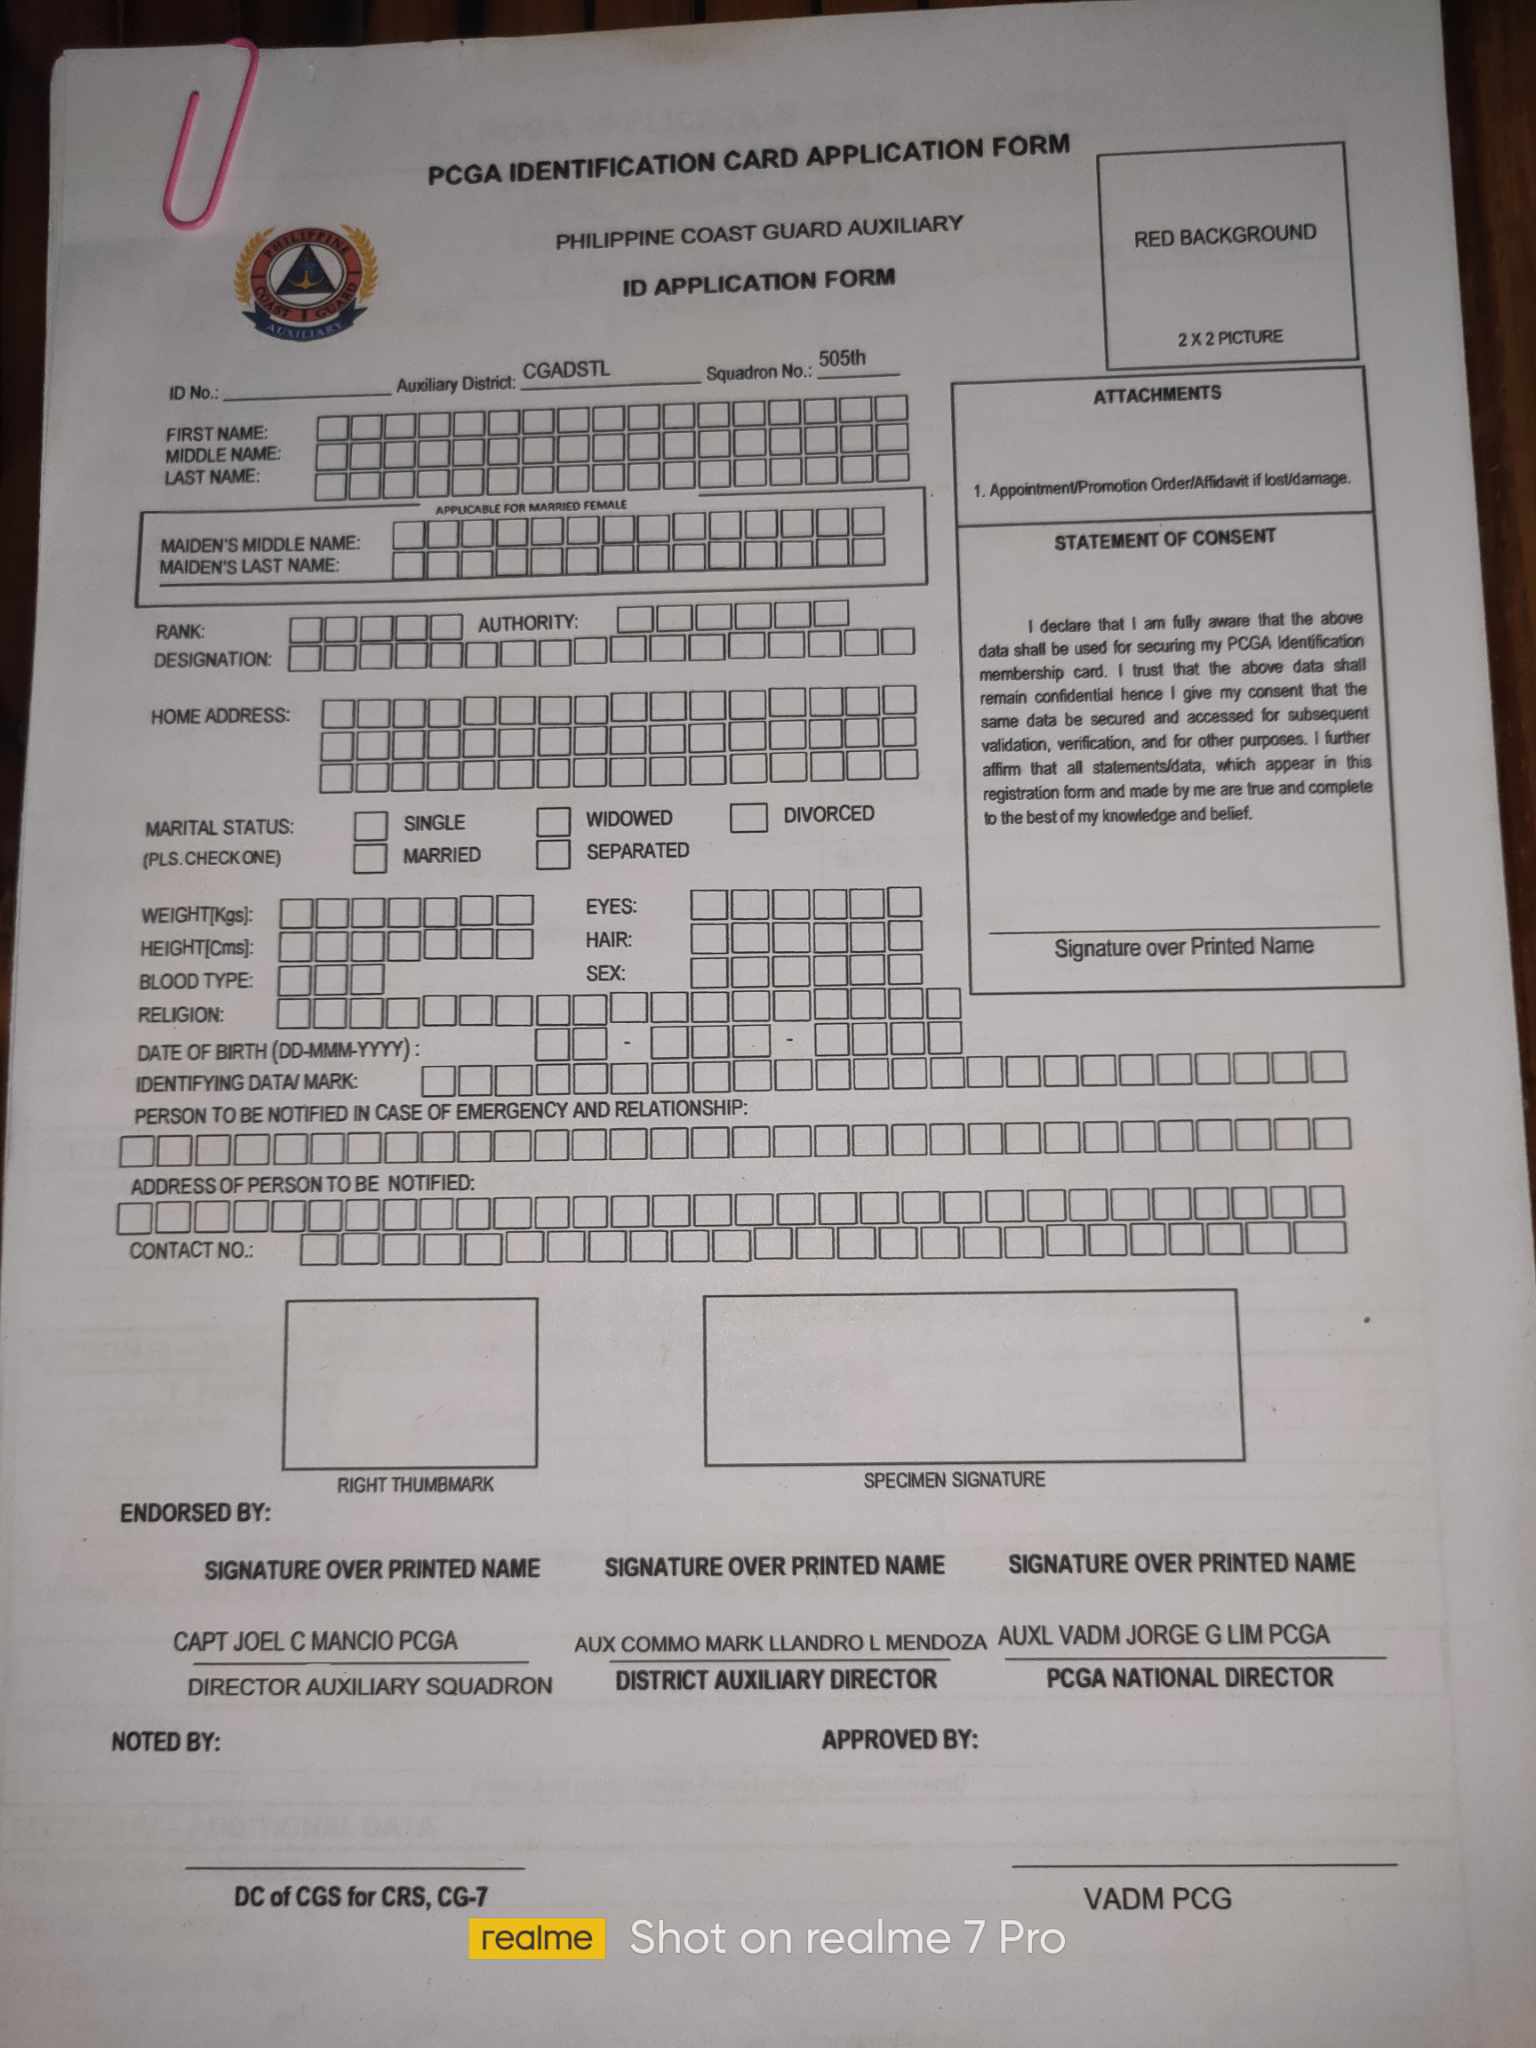 PCGA IDENTIFICATION CARD APPLICATION FORM
PHILIPPINE COAST GUARD AUXILIARY
ID APPLICATION FORM
RED BACKGROUND
2 X 2 PICTURE
PHILIPPINE
COAST GUARD
AUXILIARY
ID No.: Auxiliary District: CGADSTL Squadron No.: 505th
FIRST NAME:
MIDDLE NAME:
LAST NAME:
APPLICABLE FOR MARRIED FEMALE
MAIDEN'S MIDDLE NAME:
MAIDEN'S LAST NAME:
RANK: AUTHORITY:
DESIGNATION:
HOME ADDRESS:
MARITAL STATUS: SINGLE WIDOWED DIVORCED
(PLS. CHECK ONE) MARRIED SEPARATED
WEIGHT[Kgs]: EYES:
HEIGHT[Cms]: HAIR:
BLOOD TYPE: SEX:
RELIGION:
DATE OF BIRTH (DD-MMM-YYYY) : - -
IDENTIFYING DATA/ MARK:
PERSON TO BE NOTIFIED IN CASE OF EMERGENCY AND RELATIONSHIP:
ADDRESS OF PERSON TO BE NOTIFIED:
CONTACT NO.:
ATTACHMENTS
1. Appointment/Promotion Order/Affidavit if lost/damage.
STATEMENT OF CONSENT
I declare that I am fully aware that the above
data shall be used for securing my PCGA Identification
membership card. I trust that the above data shall
remain confidential hence I give my consent that the
same data be secured and accessed for subsequent
validation, verification, and for other purposes. I further
affirm that all statements/data, which appear in this
registration form and made by me are true and complete
to the best of my knowledge and belief.
Signature over Printed Name
RIGHT THUMBMARK
SPECIMEN SIGNATURE
ENDORSED BY:
SIGNATURE OVER PRINTED NAME SIGNATURE OVER PRINTED NAME SIGNATURE OVER PRINTED NAME
CAPT JOEL C MANCIO PCGA AUX COMMO MARK LLANDRO L MENDOZA AUXL VADM JORGE G LIM PCGA
DIRECTOR AUXILIARY SQUADRON DISTRICT AUXILIARY DIRECTOR PCGA NATIONAL DIRECTOR
NOTED BY: APPROVED BY:
DC of CGS for CRS, CG-7 VADM PCG
realme Shot on realme 7 Pro